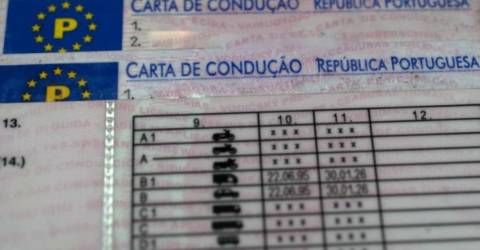 P
CARTA DE CONDUÇÃO REPÚBLICA PORTUGUESA
1.
2.
P
CARTA DE CONDUÇÃO REPÚBLICA PORTUGUESA
1.
9. 10. 11. 12.
13.
A1 x x x x x x
14.)
A x x x x x x
B1 22.06.95 30.01.26
B 22.06.95 30.01.26
C1 x x x x x x
C x x x x x x
D1 x x x x x x